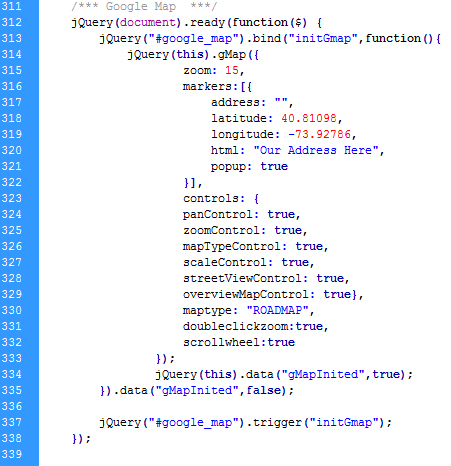 311 /*** Google Map ***/
312 jQuery(document).ready(function($) {
313 jQuery("#google_map").bind("initGmap",function(){
314 jQuery(this).gMap({
315 zoom: 15,
316 markers:[{
317 address: "",
318 latitude: 40.81098,
319 longitude: -73.92786,
320 html: "Our Address Here",
321 popup: true
322 }],
323 controls: {
324 panControl: true,
325 zoomControl: true,
326 mapTypeControl: true,
327 scaleControl: true,
328 streetViewControl: true,
329 overviewMapControl: true},
330 maptype: "ROADMAP",
331 doubleclickzoom:true,
332 scrollwheel:true
333 });
334 jQuery(this).data("gMapInited",true);
335 }).data("gMapInited",false);
336
337 jQuery("#google_map").trigger("initGmap");
338 });
339